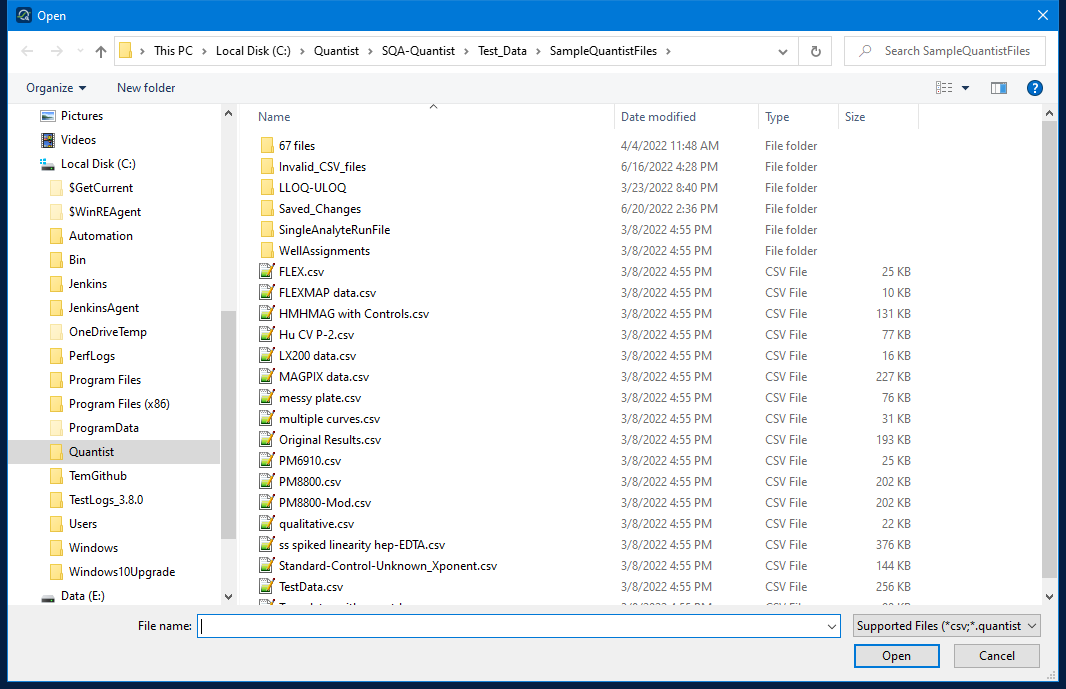 Open
This PC > Local Disk (C:) > Quantist > SQA-Quantist > Test_Data > SampleQuantistFiles >
Search SampleQuantistFiles
Organize New folder
Pictures
Videos
Local Disk (C:)
$GetCurrent
$WinREAgent
Automation
Bin
Jenkins
JenkinsAgent
OneDriveTemp
PerfLogs
Program Files
Program Files (x86)
ProgramData
Quantist
TemGithub
TestLogs_3.8.0
Users
Windows
Windows10Upgrade
Data (E:)
Name Date modified Type Size
67 files 4/4/2022 11:48 AM File folder
Invalid_CSV_files 6/16/2022 4:28 PM File folder
LLOQ-ULOQ 3/23/2022 8:40 PM File folder
Saved_Changes 6/20/2022 2:36 PM File folder
SingleAnalyteRunFile 3/8/2022 4:55 PM File folder
WellAssignments 3/8/2022 4:55 PM File folder
FLEX.csv 3/8/2022 4:55 PM CSV File 25 KB
FLEXMAP data.csv 3/8/2022 4:55 PM CSV File 10 KB
HMHMAG with Controls.csv 3/8/2022 4:55 PM CSV File 131 KB
Hu CV P-2.csv 3/8/2022 4:55 PM CSV File 77 KB
LX200 data.csv 3/8/2022 4:55 PM CSV File 16 KB
MAGPIX data.csv 3/8/2022 4:55 PM CSV File 227 KB
messy plate.csv 3/8/2022 4:55 PM CSV File 76 KB
multiple curves.csv 3/8/2022 4:55 PM CSV File 31 KB
Original Results.csv 3/8/2022 4:55 PM CSV File 193 KB
PM6910.csv 3/8/2022 4:55 PM CSV File 25 KB
PM8800.csv 3/8/2022 4:55 PM CSV File 202 KB
PM8800-Mod.csv 3/8/2022 4:55 PM CSV File 202 KB
qualitative.csv 3/8/2022 4:55 PM CSV File 22 KB
ss spiked linearity hep-EDTA.csv 3/8/2022 4:55 PM CSV File 376 KB
Standard-Control-Unknown_Xponent.csv 3/8/2022 4:55 PM CSV File 144 KB
TestData.csv 3/8/2022 4:55 PM CSV File 256 KB
File name: Supported Files (*csv;*.quantist
Open Cancel